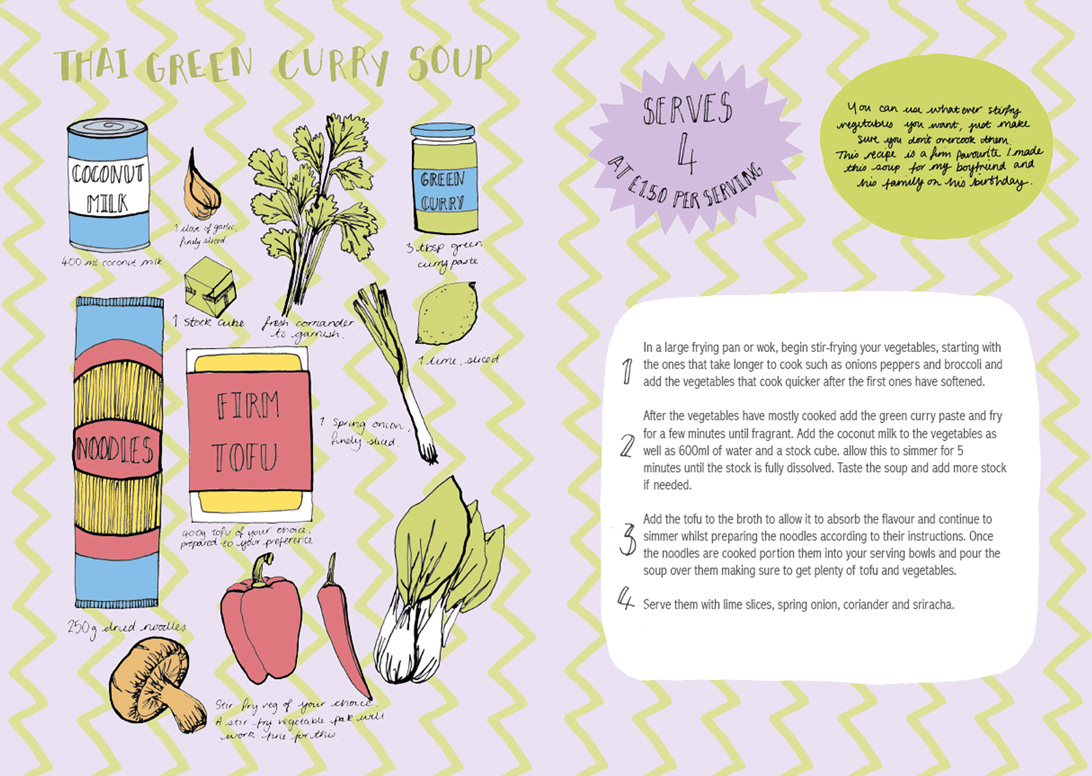 THAI GREEN CURRY SOUP
COCONUT
MILK
400 ml coconut milk
1 clove of garlic,
finely sliced.
GREEN
CURRY
3 tbsp green
curry paste.
1 stock cube
fresh corriander
to garnish.
1 lime, sliced
NOODLES
250g dried noodles
FIRM
TOFU
400g tofu of your choice,
prepared to your preference
1 spring onion,
finely sliced.
Stir fry veg of your choice.
A stir fry vegetable pak will
work fine for this.
SERVES
4
AT £1.50 PER SERVING
You can use what ever stirfry
vegetables you want, just make
sure you don't overcook them.
This recipe is a firm favourite I made
this soup for my boyfriend and
his family on his birthday.
1 In a large frying pan or wok, begin stir-frying your vegetables, starting with
the ones that take longer to cook such as onions peppers and broccoli and
add the vegetables that cook quicker after the first ones have softened.
2 After the vegetables have mostly cooked add the green curry paste and fry
for a few minutes until fragrant. Add the coconut milk to the vegetables as
well as 600ml of water and a stock cube. allow this to simmer for 5
minutes until the stock is fully dissolved. Taste the soup and add more stock
if needed.
3 Add the tofu to the broth to allow it to absorb the flavour and continue to
simmer whilst preparing the noodles according to their instructions. Once
the noodles are cooked portion them into your serving bowls and pour the
soup over them making sure to get plenty of tofu and vegetables.
4 Serve them with lime slices, spring onion, coriander and sriracha.